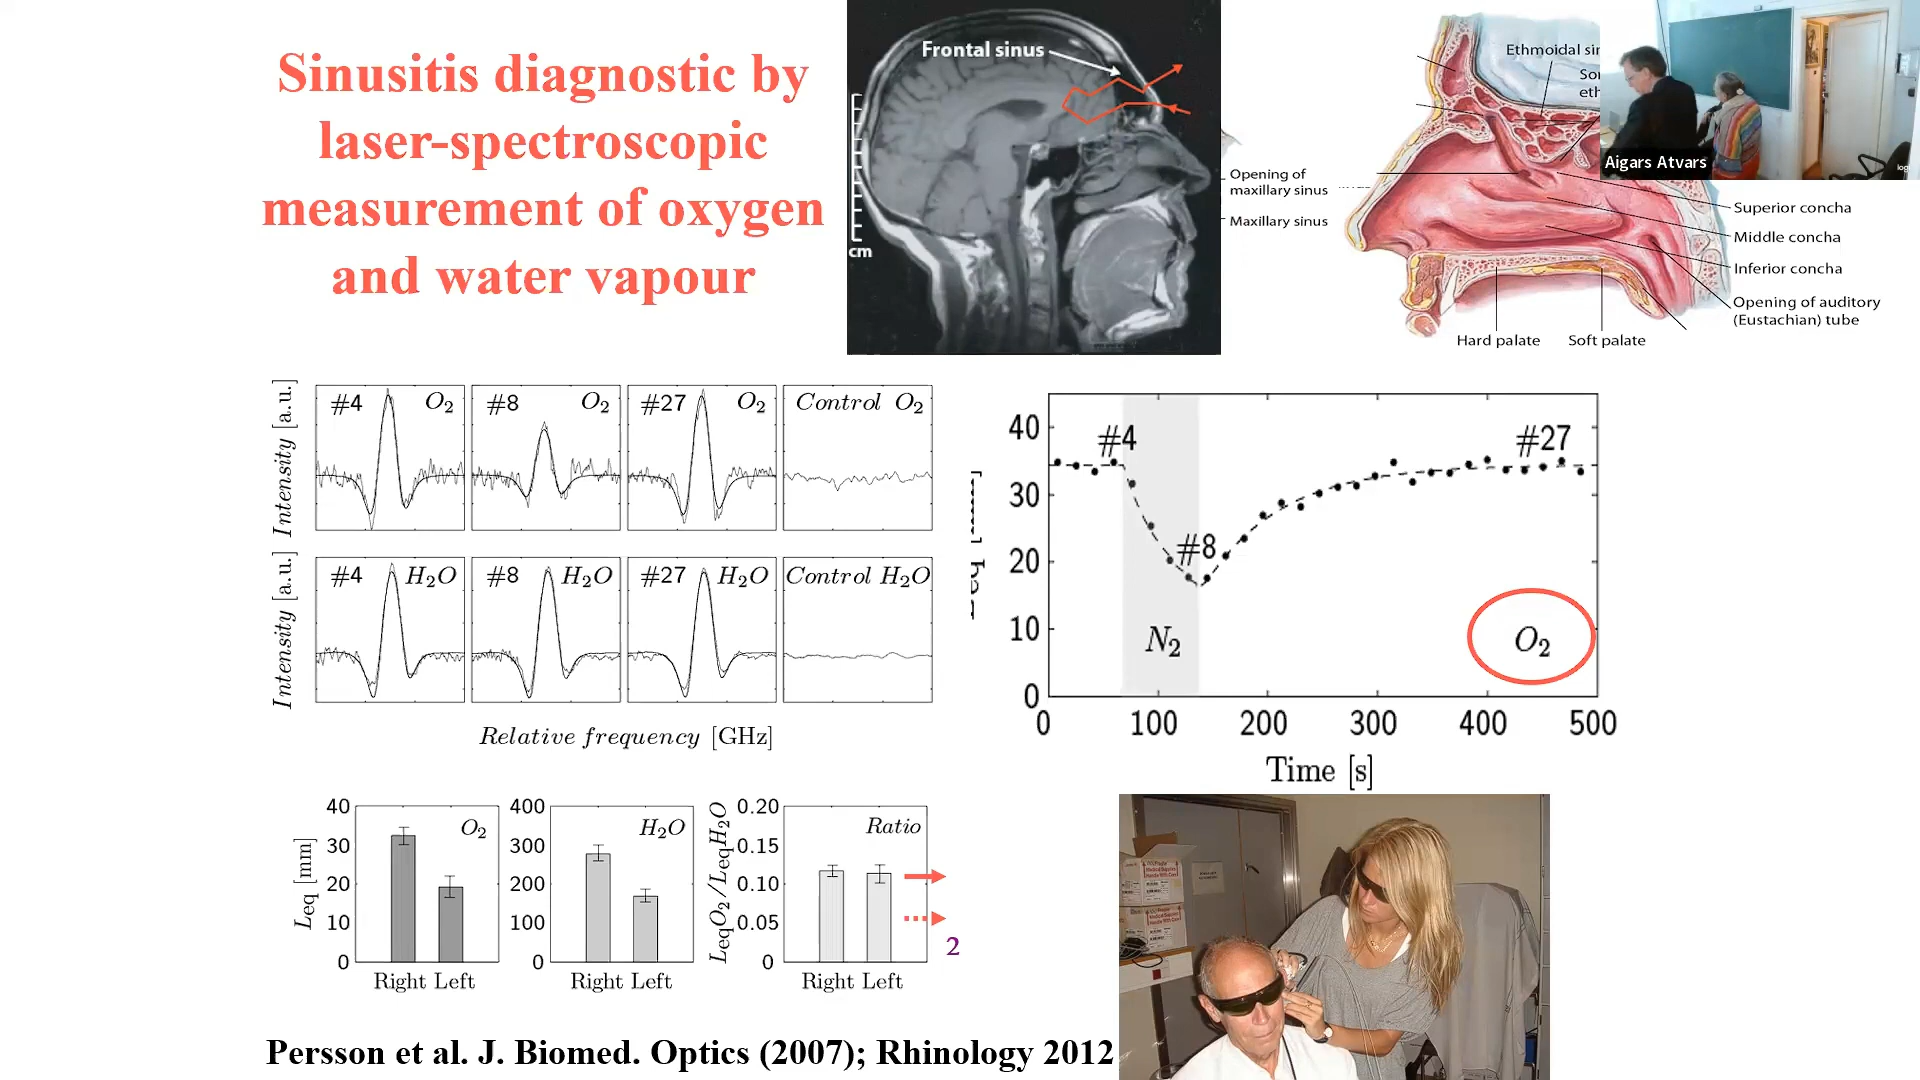 Sinusitis diagnostic by
laser-spectroscopic
measurement of oxygen
and water vapour
Frontal sinus
cm
Ethmoidal
Opening of
maxillary sinus
Maxillary sinus
Superior concha
Middle concha
Inferior concha
Opening of auditory
(Eustachian) tube
Hard palate
Soft palate
Aigars Atvars
Intensity [a.u.]
#4 O2
#8 O2
#27 O2
Control O2
Intensity [a.u.]
#4 H2O
#8 H2O
#27 H2O
Control H2O
Relative frequency [GHz]
40
30
20
10
0
#4
#8
#27
N2
O2
0 100 200 300 400 500
Time [s]
Leq [mm]
40
30
20
10
0
O2
Right Left
400
300
200
100
0
H2O
Right Left
LeqO2/LeqH2O
0.20
0.15
0.10
0.05
0
Ratio
Right Left
2
Persson et al. J. Biomed. Optics (2007); Rhinology 2012